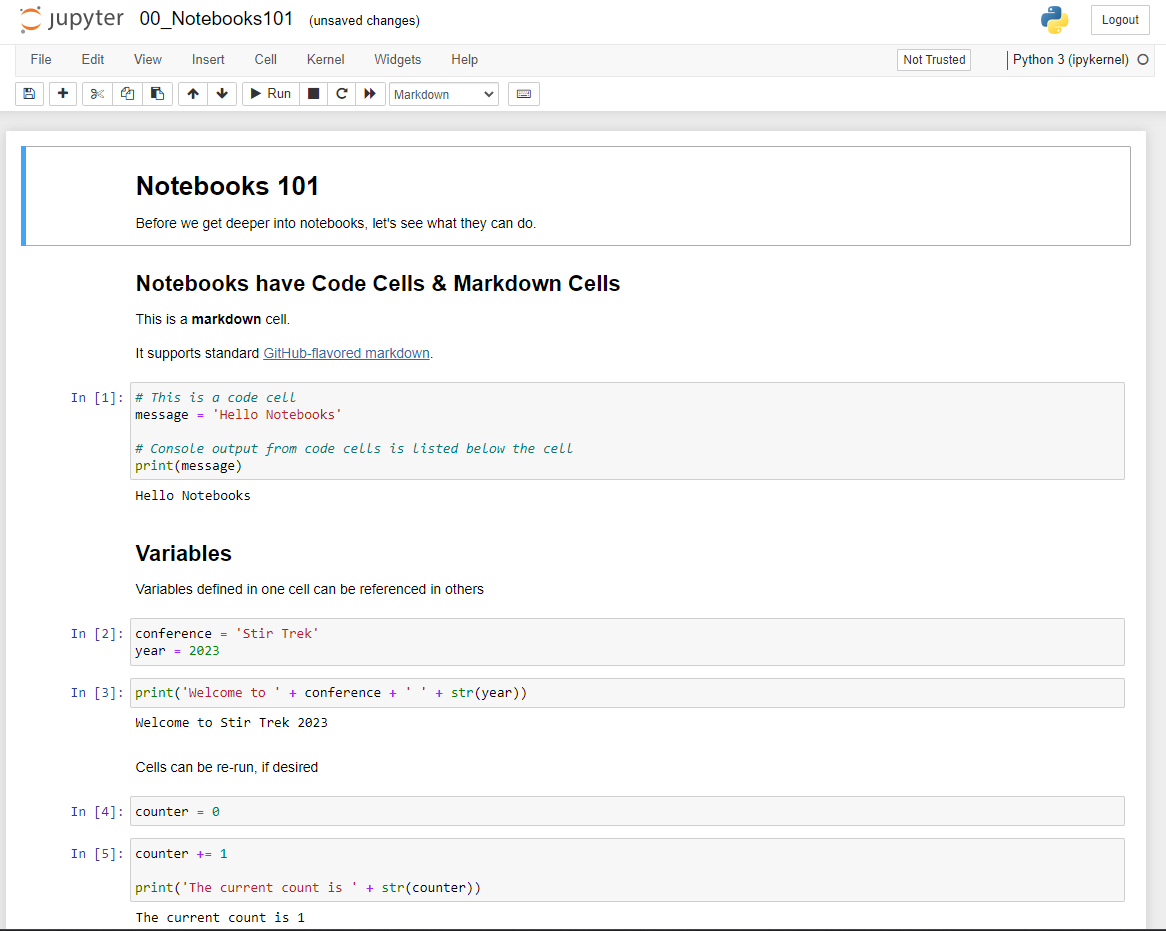 jupyter 00_Notebooks101 (unsaved changes) Logout
File Edit View Insert Cell Kernel Widgets Help Not Trusted Python 3 (ipykernel)
Run Markdown
Notebooks 101
Before we get deeper into notebooks, let's see what they can do.
Notebooks have Code Cells & Markdown Cells
This is a markdown cell.
It supports standard GitHub-flavored markdown.
In [1]: # This is a code cell
message = 'Hello Notebooks'
# Console output from code cells is listed below the cell
print(message)
Hello Notebooks
Variables
Variables defined in one cell can be referenced in others
In [2]: conference = 'Stir Trek'
year = 2023
In [3]: print('Welcome to ' + conference + ' ' + str(year))
Welcome to Stir Trek 2023
Cells can be re-run, if desired
In [4]: counter = 0
In [5]: counter += 1
print('The current count is ' + str(counter))
The current count is 1